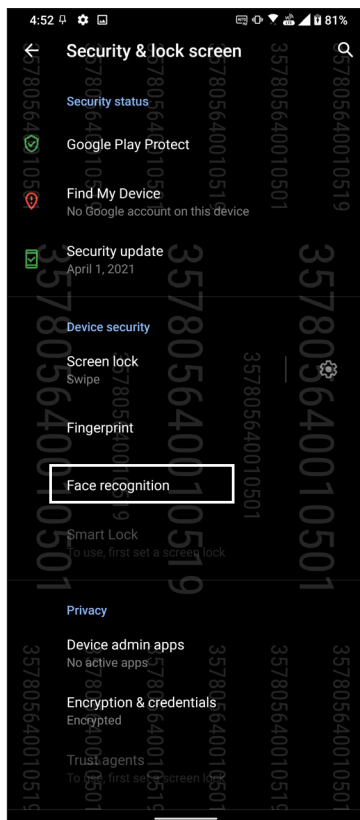 4:52 81%
Security & lock screen
Security status
Google Play Protect
Find My Device
No Google account on this device
Security update
April 1, 2021
Device security
Screen lock
Swipe
Fingerprint
Face recognition
Smart Lock
To use, first set a screen lock
Privacy
Device admin apps
No active apps
Encryption & credentials
Encrypted
Trust agents
To use, first set a screen lock
357805640010501
357805640010519